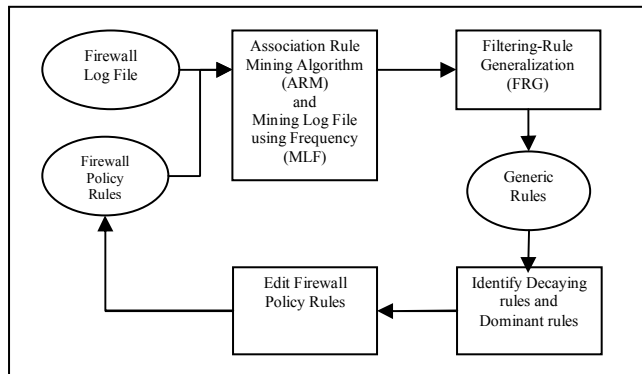 Firewall
Log File
Association Rule
Mining Algorithm
(ARM)
and
Mining Log File
using Frequency
(MLF)
Filtering-Rule
Generalization
(FRG)
Firewall
Policy
Rules
Generic
Rules
Edit Firewall
Policy Rules
Identify Decaying
rules and
Dominant rules